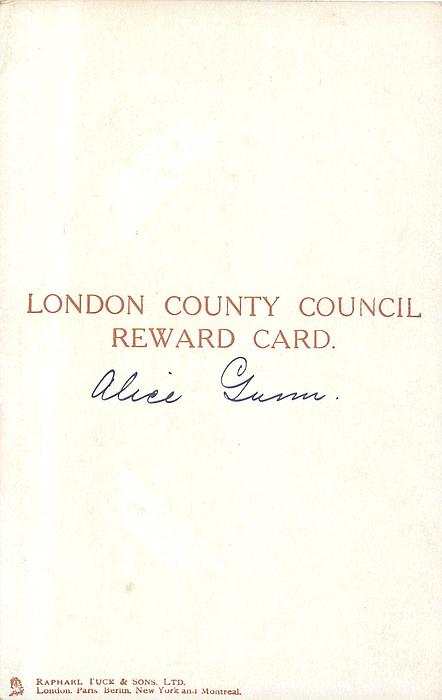 LONDON COUNTY COUNCIL
REWARD CARD.
Alice Gunn.
RAPHAEL TUCK & SONS. LTD.
London. Paris. Berlin. New York and Montreal.